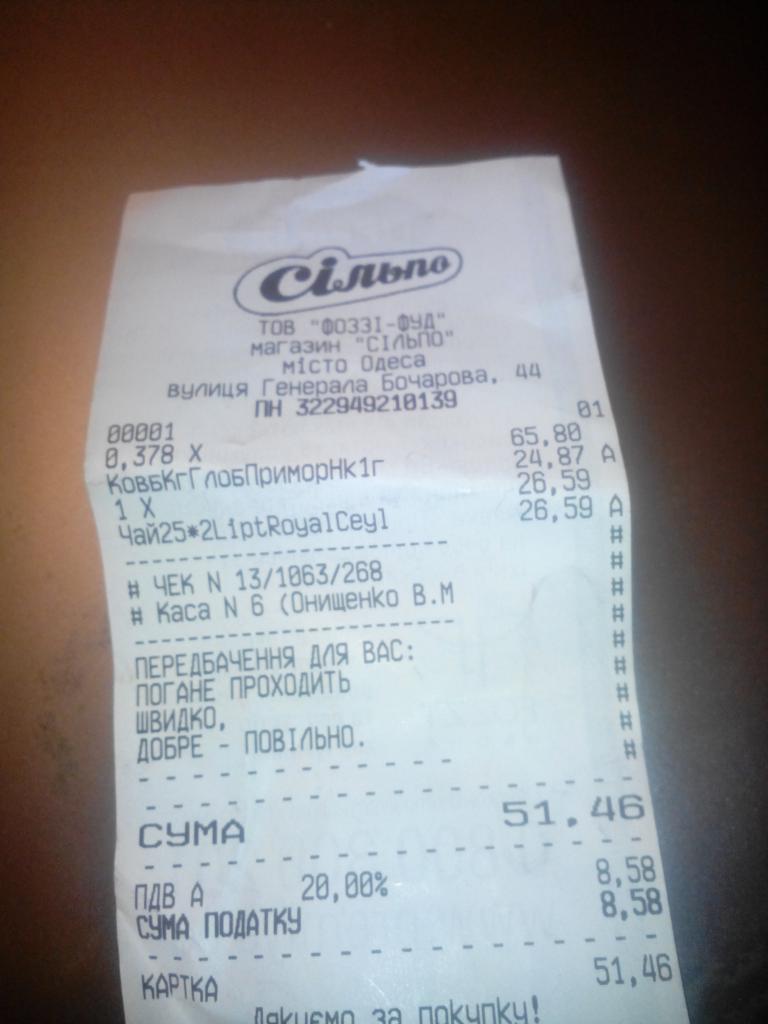 Сільпо
ТОВ "ФОЗЗІ-ФУД"
магазин "СІЛЬПО"
місто Одеса
вулиця Генерала Бочарова, 44
ПН 322949210139
00001 01
0,378 X 65,80
КовбКгГлобПриморНк1г 24,87 А
1 X 26,59
Чай25*2LiptRoyalCeyl 26,59 А
------------------------ #
# ЧЕК N 13/1063/268 #
# Каса N 6 (Онищенко В.М #
------------------------ #
ПЕРЕДБАЧЕННЯ ДЛЯ ВАС: #
ПОГАНЕ ПРОХОДИТЬ #
ШВИДКО, #
ДОБРЕ - ПОВІЛЬНО. #
- - - - - - - - - - - - #
- - - - - - - - - - - - - - - - - -
СУМА 51,46
- - - - - - - - - - - - - - - - - -
ПДВ А 20,00% 8,58
СУМА ПОДАТКУ 8,58
- - - - - - - - - - - - - - - - - -
КАРТКА 51,46
Дякуємо за покупку!